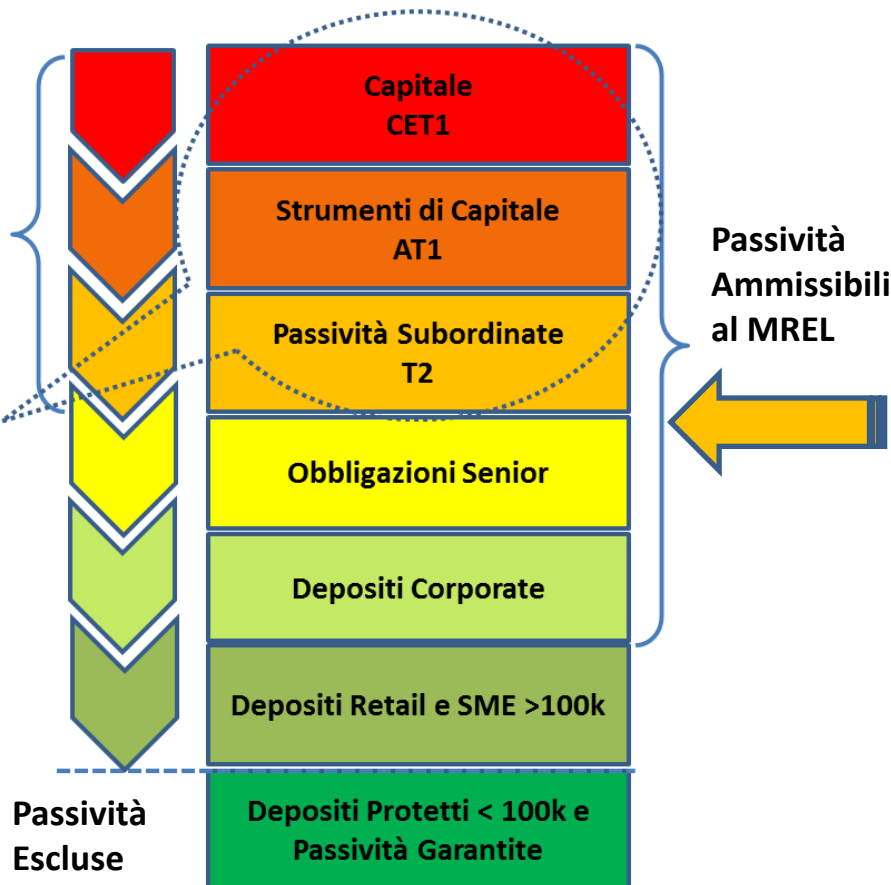 Capitale
CET1
Strumenti di Capitale
AT1
Passività Subordinate
T2
Obbligazioni Senior
Depositi Corporate
Depositi Retail e SME >100k
Depositi Protetti < 100k e
Passività Garantite
Passività
Ammissibili
al MREL
Passività
Escluse